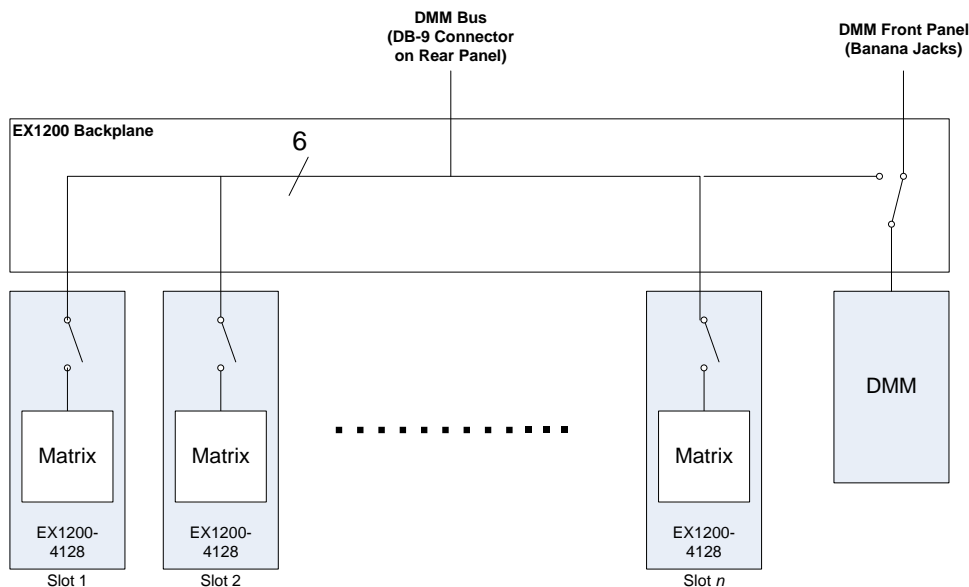 DMM Bus
(DB-9 Connector
on Rear Panel)
DMM Front Panel
(Banana Jacks)
EX1200 Backplane
6
Matrix
EX1200-
4128
Slot 1
Matrix
EX1200-
4128
Slot 2
Matrix
EX1200-
4128
Slot n
DMM